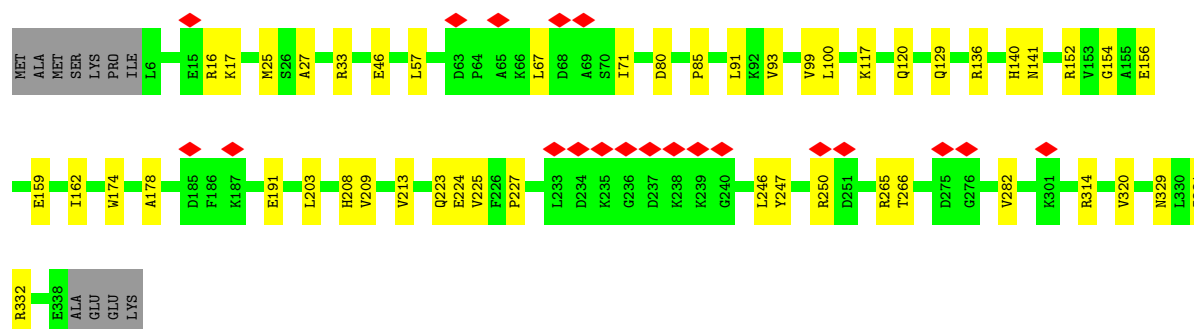 MET ALA MET SER LYS PRO ILE L6 E15 R16 K17 M25 S26 A27 R33 E46 L57 D63 P64 A65 K66 L67 D68 A69 S70 I71 D80 P85 L91 K92 V93 V99 L100 K117 Q120 Q129 R136 H140 N141 R152 V153 G154 A155 E156
E159 I162 W174 A178 D185 F186 K187 E191 L203 H208 V209 V213 Q223 E224 V225 F226 P227 L233 D234 K235 G236 D237 K238 K239 G240 L246 Y247 R250 D251 R265 T266 D275 G276 V282 K301 R314 V320 N329 L330
R332 E338 ALA GLU GLU LYS